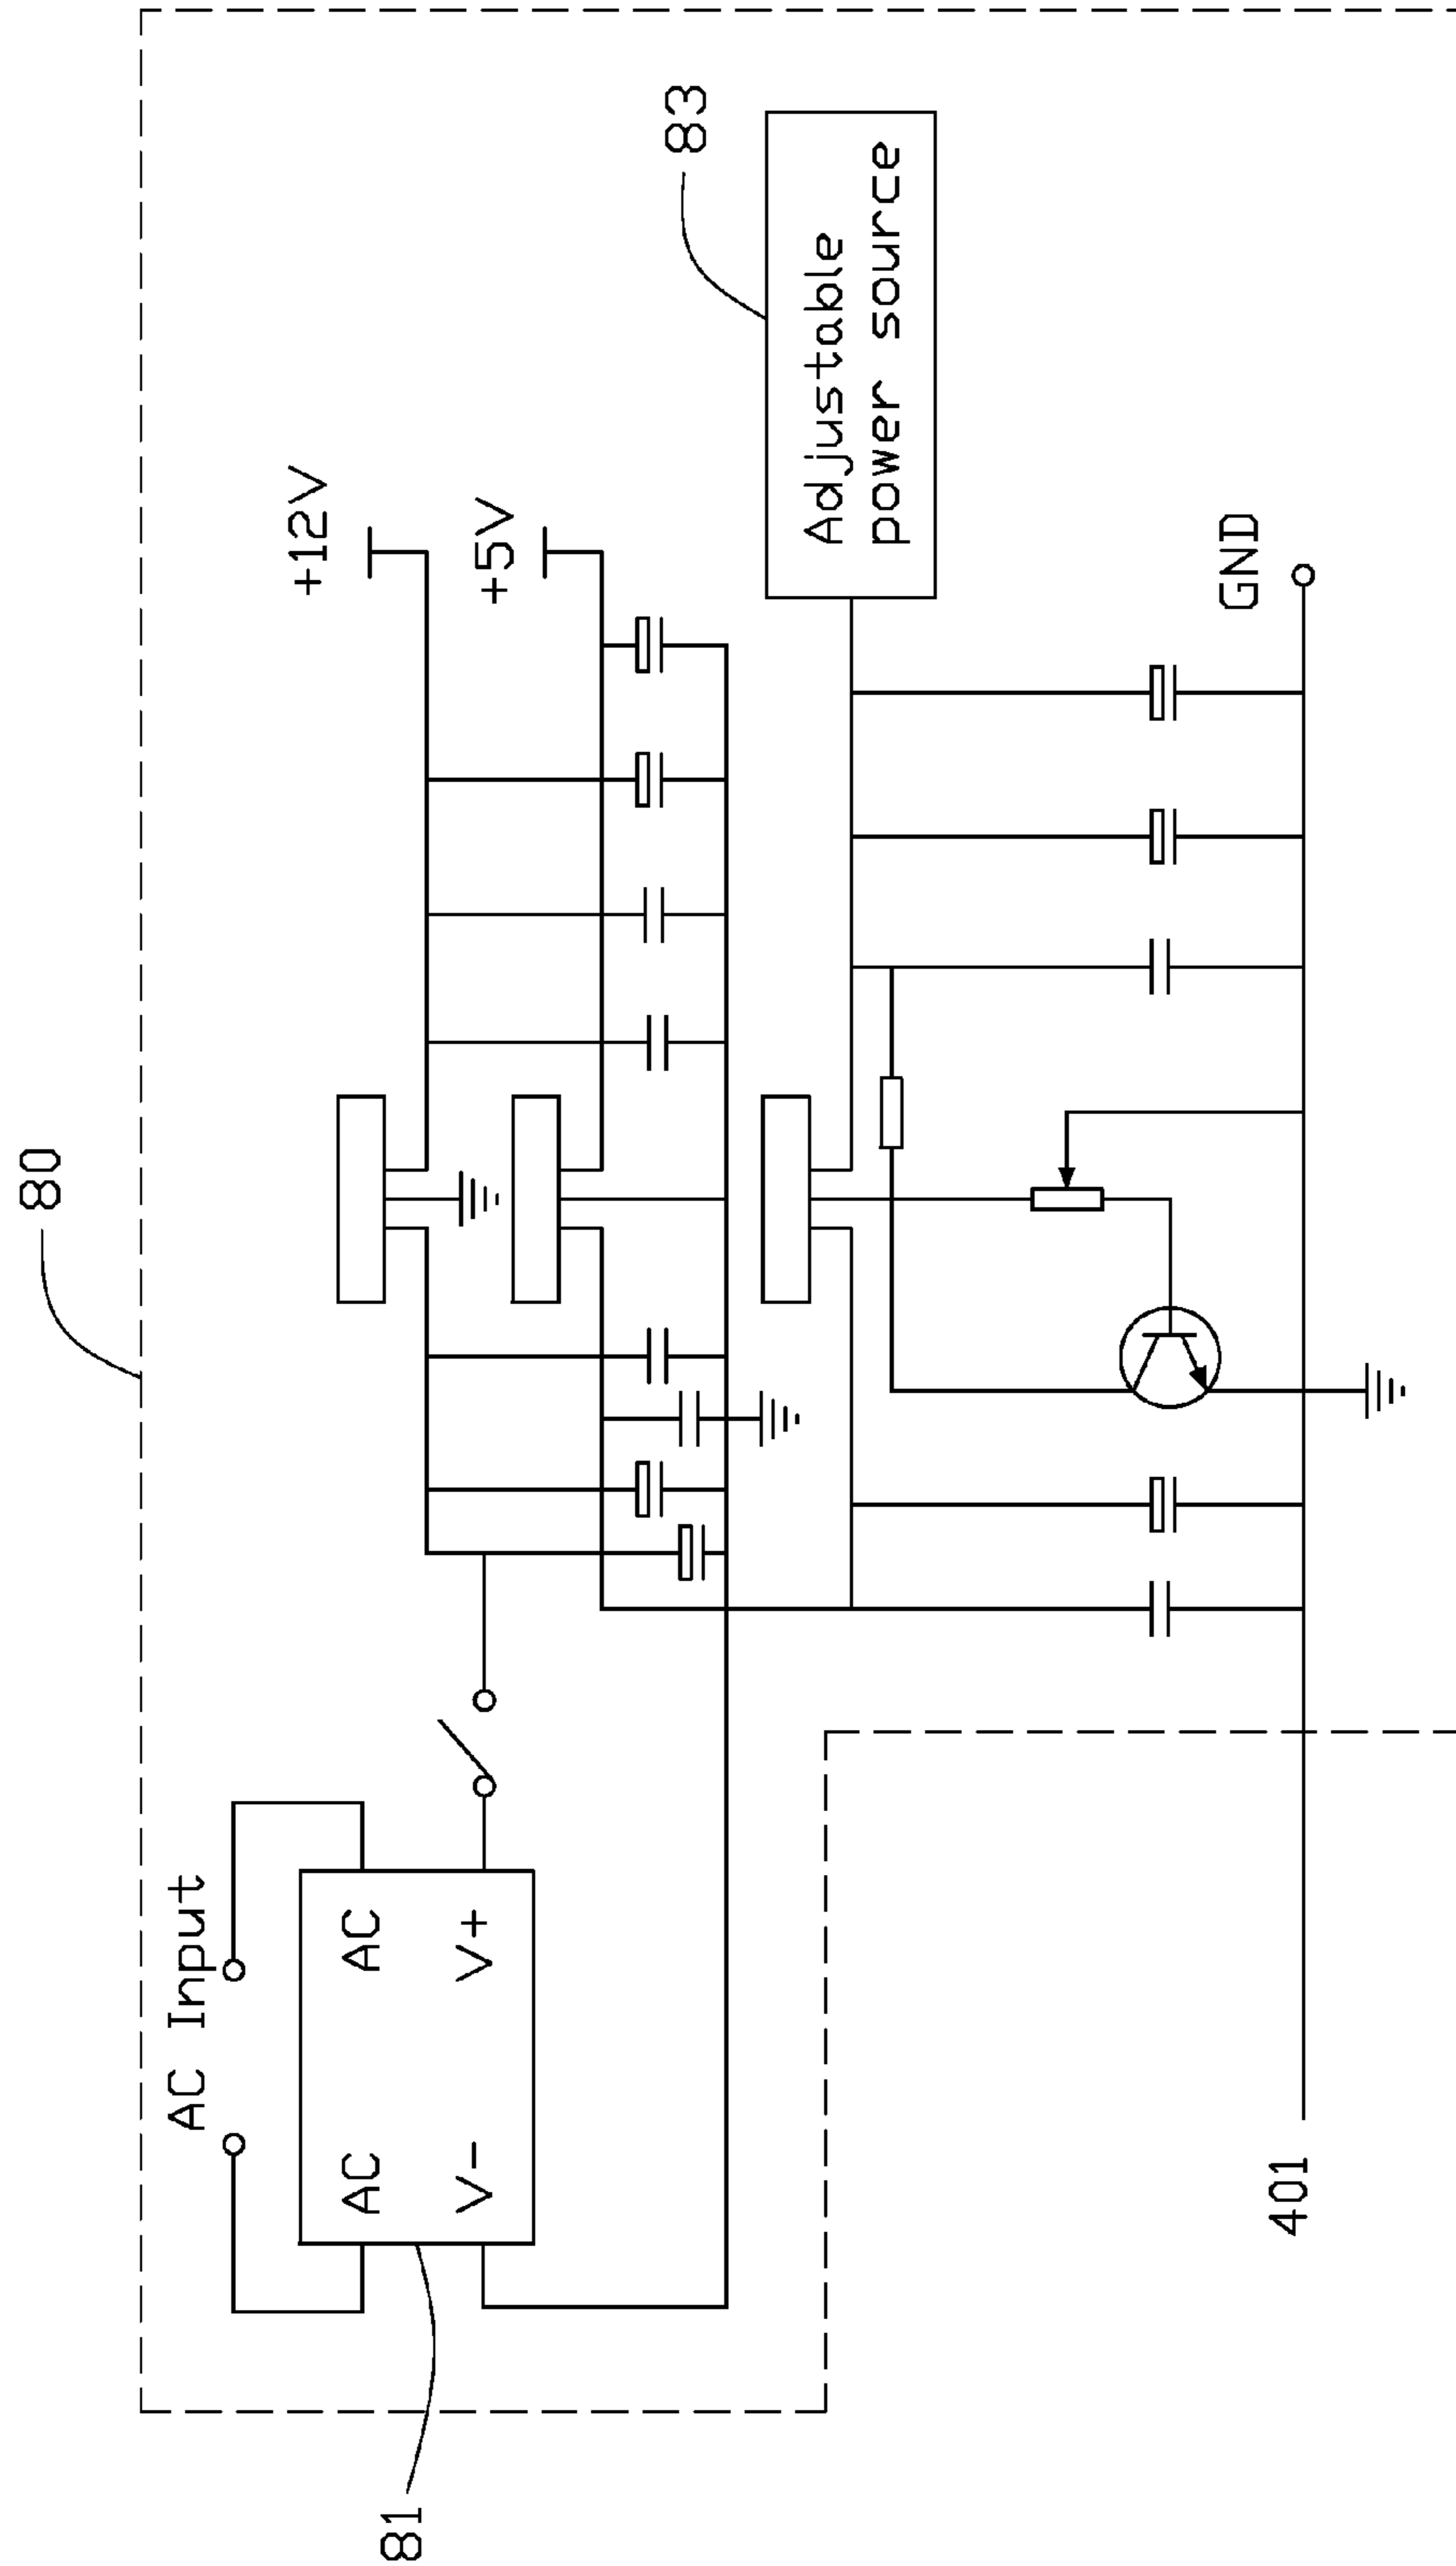 80
AC Input
AC
AC
V-
V+
81
+12V
+5V
83
Adjustable
power source
GND
401